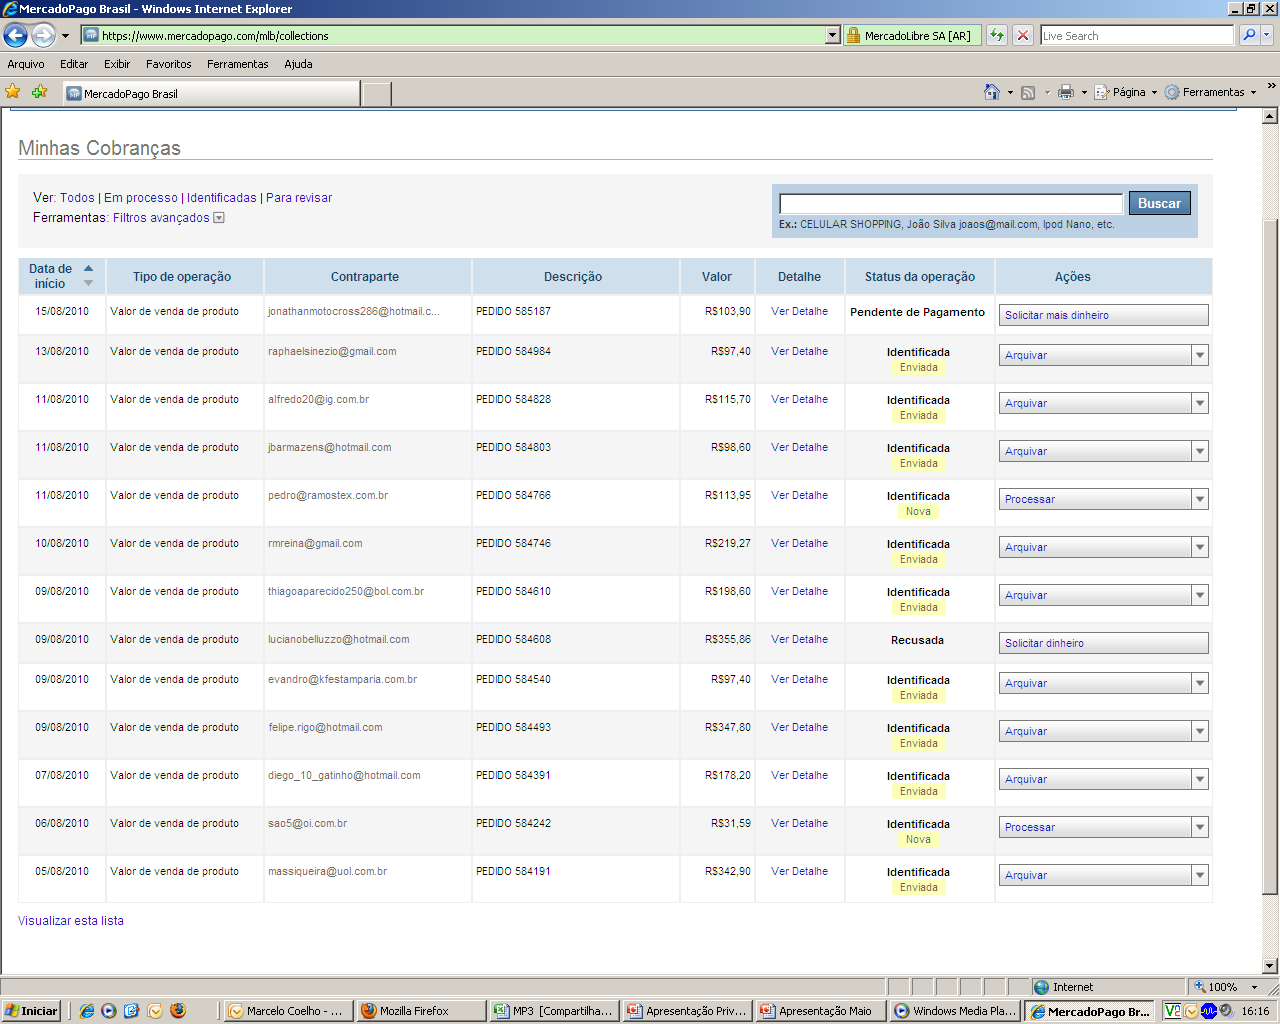 MercadoPago Brasil - Windows Internet Explorer
https://www.mercadopago.com/mlb/collections
MercadoLibre SA [AR]
Live Search
Arquivo Editar Exibir Favoritos Ferramentas Ajuda
MercadoPago Brasil
Página Ferramentas
Minhas Cobranças
Ver: Todos | Em processo | Identificadas | Para revisar
Ferramentas: Filtros avançados
Buscar
Ex.: CELULAR SHOPPING, João Silva joaos@mail.com, Ipod Nano, etc.
Data de início Tipo de operação Contraparte Descrição Valor Detalhe Status da operação Ações
15/08/2010 Valor de venda de produto jonathanmotocross286@hotmail.c... PEDIDO 585187 R$103,90 Ver Detalhe Pendente de Pagamento Solicitar mais dinheiro
13/08/2010 Valor de venda de produto raphaelsinezio@gmail.com PEDIDO 584984 R$97,40 Ver Detalhe Identificada Arquivar
Enviada
11/08/2010 Valor de venda de produto alfredo20@ig.com.br PEDIDO 584828 R$115,70 Ver Detalhe Identificada Arquivar
Enviada
11/08/2010 Valor de venda de produto jbarmazens@hotmail.com PEDIDO 584803 R$98,60 Ver Detalhe Identificada Arquivar
Enviada
11/08/2010 Valor de venda de produto pedro@ramostex.com.br PEDIDO 584766 R$113,95 Ver Detalhe Identificada Processar
Nova
10/08/2010 Valor de venda de produto rmreina@gmail.com PEDIDO 584746 R$219,27 Ver Detalhe Identificada Arquivar
Enviada
09/08/2010 Valor de venda de produto thiagoaparecido250@bol.com.br PEDIDO 584610 R$198,60 Ver Detalhe Identificada Arquivar
Enviada
09/08/2010 Valor de venda de produto lucianobelluzzo@hotmail.com PEDIDO 584608 R$355,86 Ver Detalhe Recusada Solicitar dinheiro
09/08/2010 Valor de venda de produto evandro@kfestamparia.com.br PEDIDO 584540 R$97,40 Ver Detalhe Identificada Arquivar
Enviada
09/08/2010 Valor de venda de produto felipe.rigo@hotmail.com PEDIDO 584493 R$347,80 Ver Detalhe Identificada Arquivar
Enviada
07/08/2010 Valor de venda de produto diego_10_gatinho@hotmail.com PEDIDO 584391 R$178,20 Ver Detalhe Identificada Arquivar
Enviada
06/08/2010 Valor de venda de produto sao5@oi.com.br PEDIDO 584242 R$31,59 Ver Detalhe Identificada Processar
Nova
05/08/2010 Valor de venda de produto massiqueira@uol.com.br PEDIDO 584191 R$342,90 Ver Detalhe Identificada Arquivar
Enviada
Visualizar esta lista
Internet 100%
Iniciar Marcelo Coelho - ... Mozilla Firefox MP3 [Compartilha... Apresentação Priv... Apresentação Maio Windows Media Pla... MercadoPago Br... 16:16